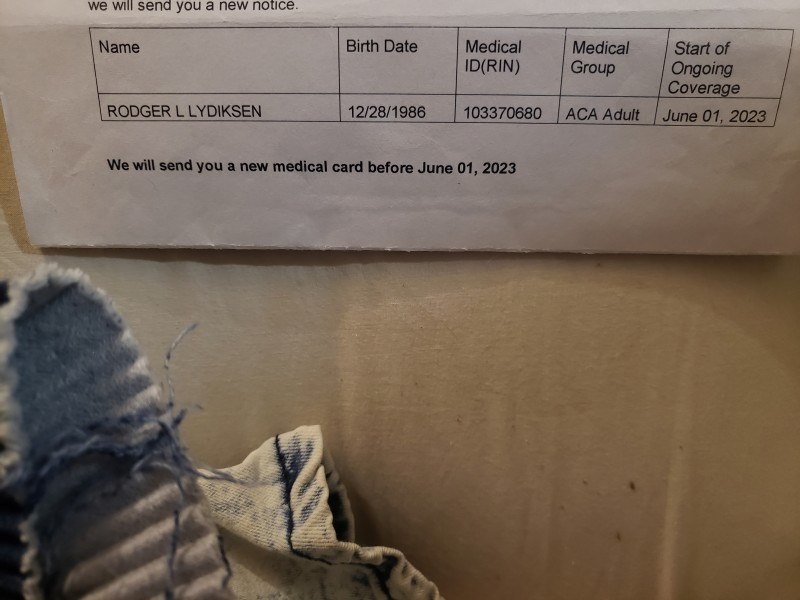 we will send you a new notice.
Name Birth Date Medical ID(RIN) Medical Group Start of Ongoing Coverage
RODGER L LYDIKSEN 12/28/1986 103370680 ACA Adult June 01, 2023
We will send you a new medical card before June 01, 2023